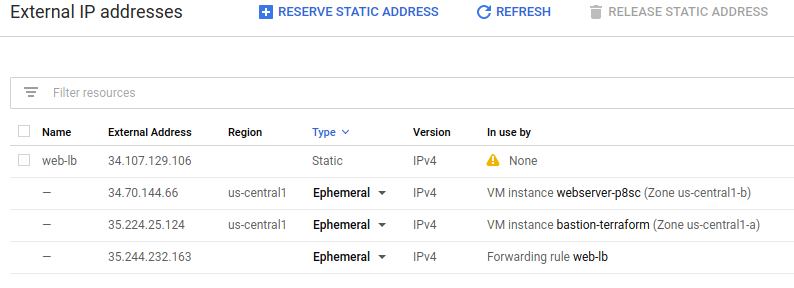 External IP addresses RESERVE STATIC ADDRESS REFRESH RELEASE STATIC ADDRESS
Filter resources
Name External Address Region Type Version In use by
web-lb 34.107.129.106 Static IPv4 None
— 34.70.144.66 us-central1 Ephemeral IPv4 VM instance webserver-p8sc (Zone us-central1-b)
— 35.224.25.124 us-central1 Ephemeral IPv4 VM instance bastion-terraform (Zone us-central1-a)
— 35.244.232.163 Ephemeral IPv4 Forwarding rule web-lb